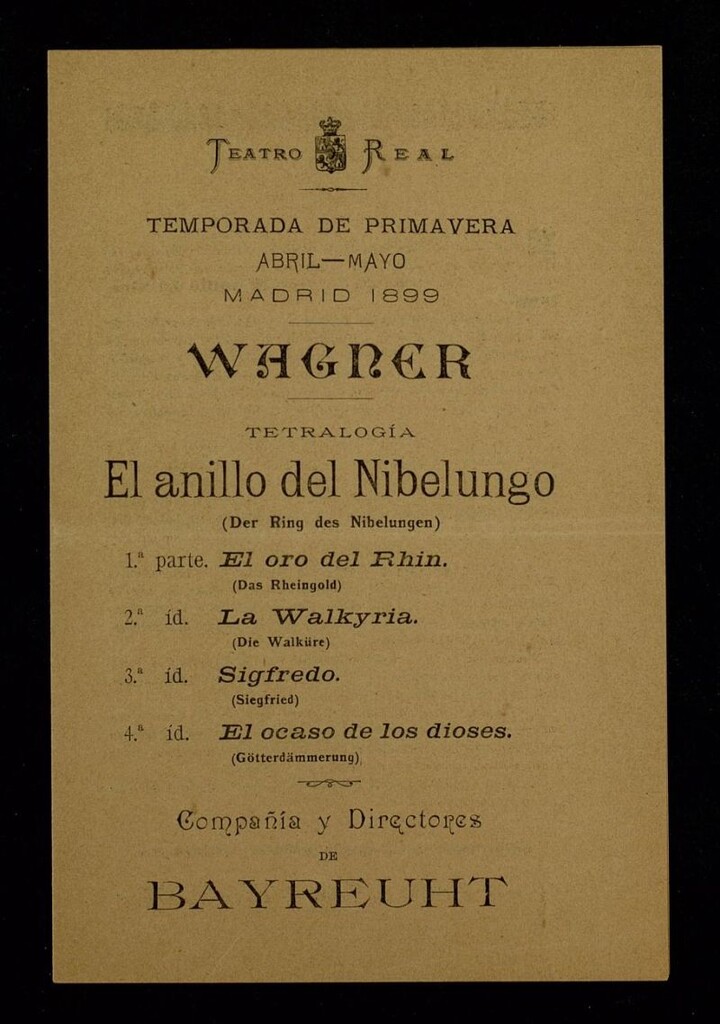 TEATRO REAL
TEMPORADA DE PRIMAVERA
ABRIL—MAYO
MADRID 1899
WAGNER
TETRALOGÍA
El anillo del Nibelungo
(Der Ring des Nibelungen)
1.ª parte. El oro del Rhin.
(Das Rheingold)
2.ª íd. La Walkyria.
(Die Walküre)
3.ª íd. Sigfredo.
(Siegfried)
4.ª íd. El ocaso de los dioses.
(Götterdämmerung)
Compañía y Directores
DE
BAYREUHT